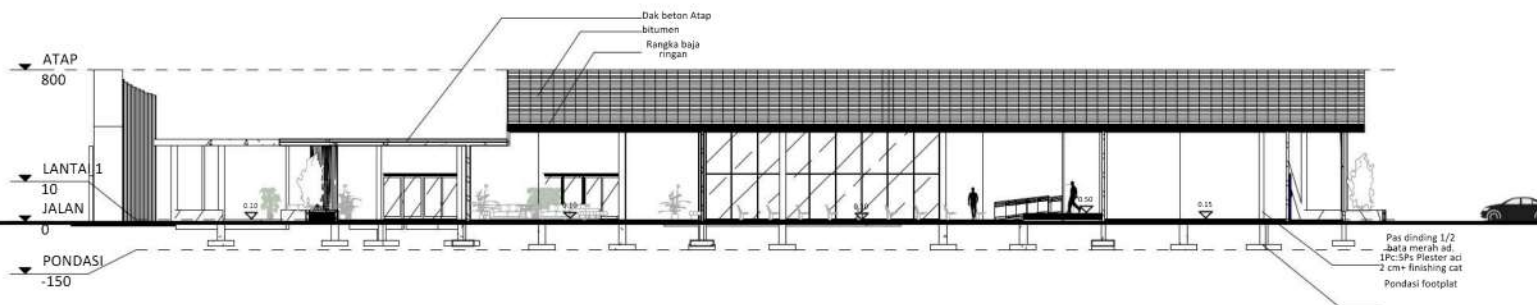 Dak beton Atap
bitumen
Rangka baja
ringan
ATAP
800
LANTAI 1
10
JALAN
0
PONDASI
-150
0.10
0.10
0.10
0.50
0.15
Pas dinding 1/2
bata merah ad.
1Pc:5Ps Plester aci
2 cm+ finishing cat
Pondasi footplat